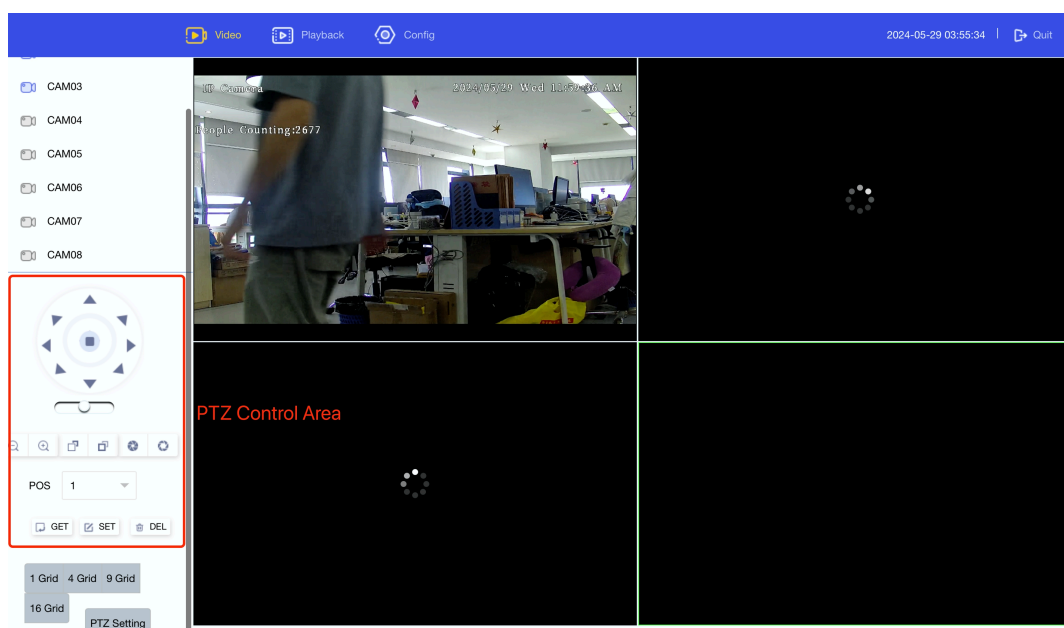 Video Playback Config 2024-05-29 03:55:34 Quit
CAM03
CAM04
CAM05
CAM06
CAM07
CAM08
IP Camera 2024/05/29 Wed 11:59:36 AM
People Counting:2677
PTZ Control Area
POS 1
GET SET DEL
1 Grid 4 Grid 9 Grid
16 Grid
PTZ Setting